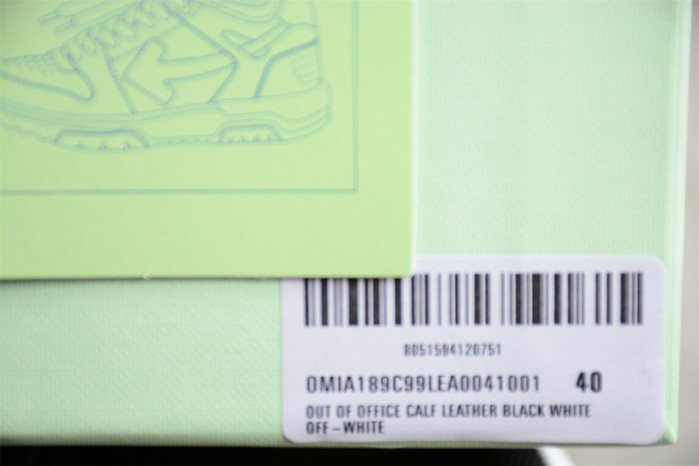 8051594120751
OMIA189C99LEA0041001 40
OUT OF OFFICE CALF LEATHER BLACK WHITE
OFF-WHITE